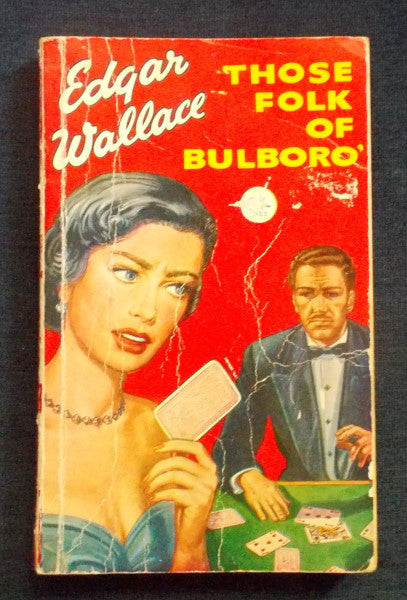 Edgar
Wallace
THOSE
FOLK
OF
BULBORO'